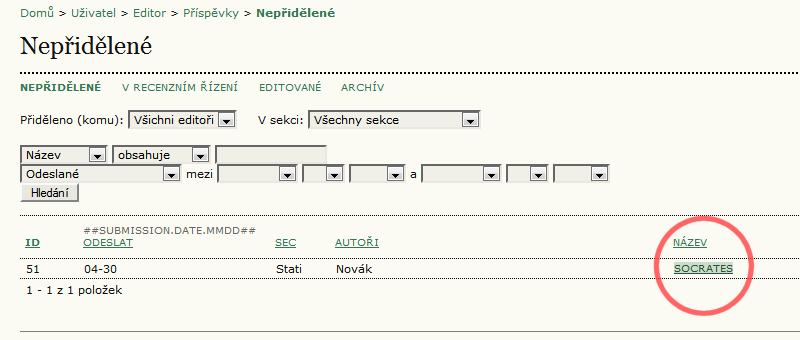 Domů > Uživatel > Editor > Příspěvky > Nepřidělené
Nepřidělené
NEPŘIDĚLENÉ V RECENZNÍM ŘÍZENÍ EDITOVANÉ ARCHÍV
Přiděleno (komu): Všichni editoři V sekci: Všechny sekce
Název obsahuje
Odeslané mezi a
Hledání
##SUBMISSION.DATE.MMDD##
ID ODESLAT SEC AUTOŘI NÁZEV
51 04-30 Stati Novák SOCRATES
1 - 1 z 1 položek